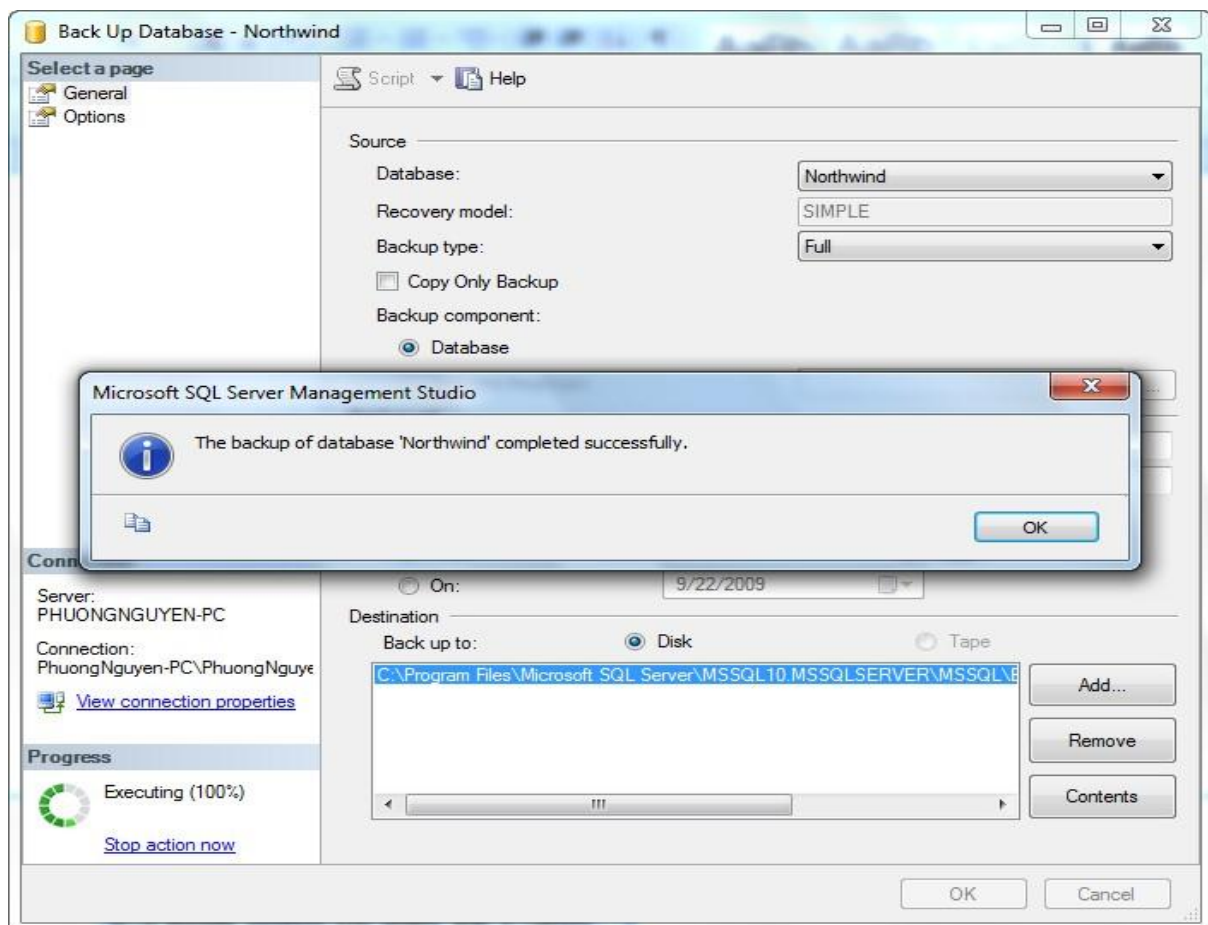 Back Up Database - Northwind
Select a page
General
Options
Script
Help
Source
Database:
Northwind
Recovery model:
SIMPLE
Backup type:
Full
Copy Only Backup
Backup component:
Database
Microsoft SQL Server Management Studio
The backup of database 'Northwind' completed successfully.
OK
Server:
PHUONGNGUYEN-PC
Connection:
PhuongNguyen-PC\PhuongNguye
View connection properties
Progress
Executing (100%)
Stop action now
On:
9/22/2009
Destination
Back up to:
Disk
Tape
C:\Program Files\Microsoft SQL Server\MSSQL10.MSSQLSERVER\MSSQL\
Add...
Remove
Contents
OK
Cancel